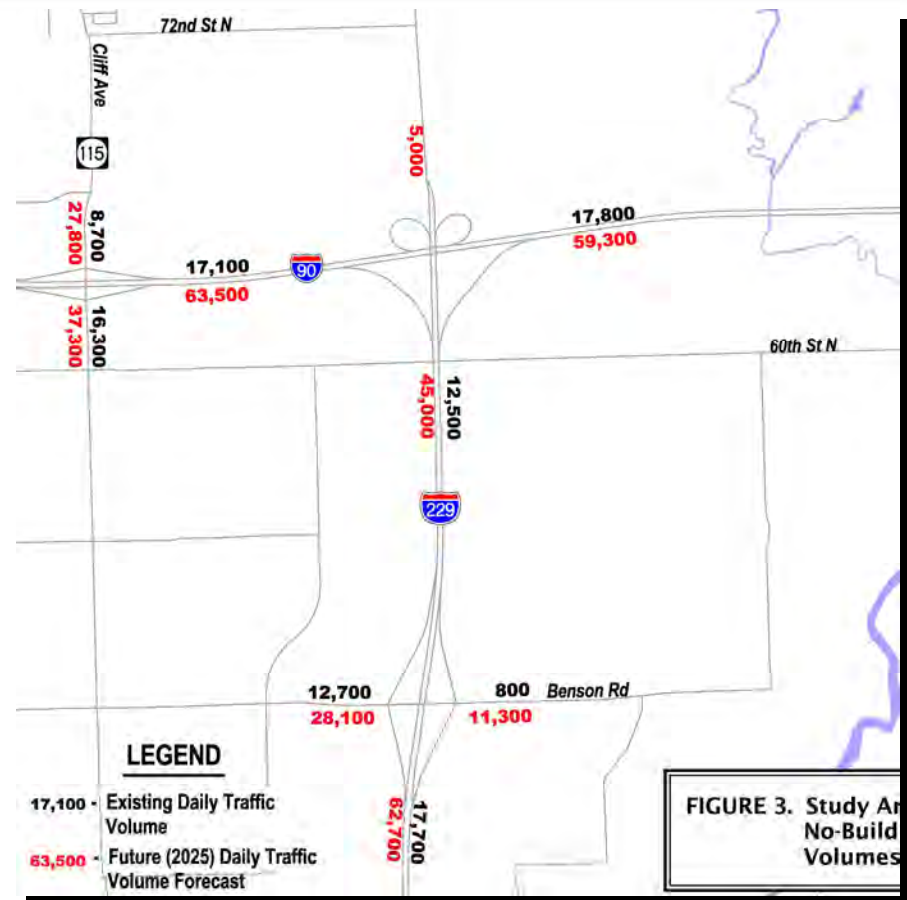 72nd St N
Cliff Ave
115
5,000
27,800
8,700
17,800
59,300
17,100
90
63,500
37,300
16,300
60th St N
45,000
12,500
229
12,700
800
Benson Rd
28,100
11,300
LEGEND
17,100 - Existing Daily Traffic
Volume
63,500 - Future (2025) Daily Traffic
Volume Forecast
62,700
17,700
FIGURE 3. Study Ar
No-Build
Volumes